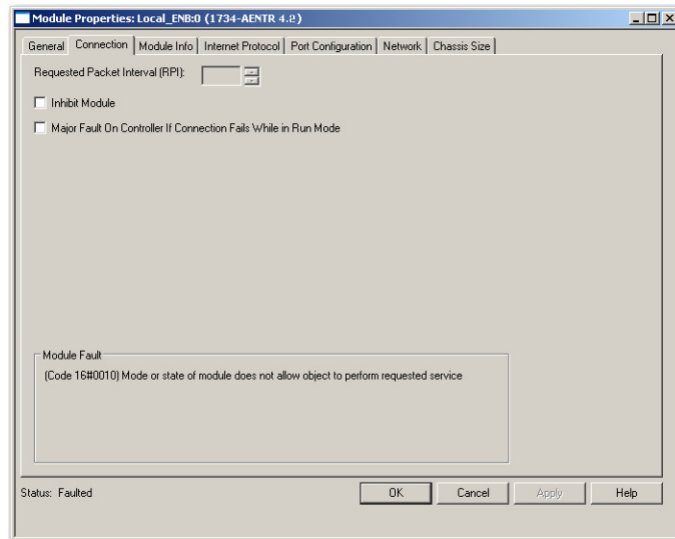 Module Properties: Local_ENB:0 (1734-AENTR 4.2)
General Connection Module Info Internet Protocol Port Configuration Network Chassis Size
Requested Packet Interval (RPI):
Inhibit Module
Major Fault On Controller If Connection Fails While in Run Mode
Module Fault
(Code 16#0010) Mode or state of module does not allow object to perform requested service
Status: Faulted OK Cancel Apply Help